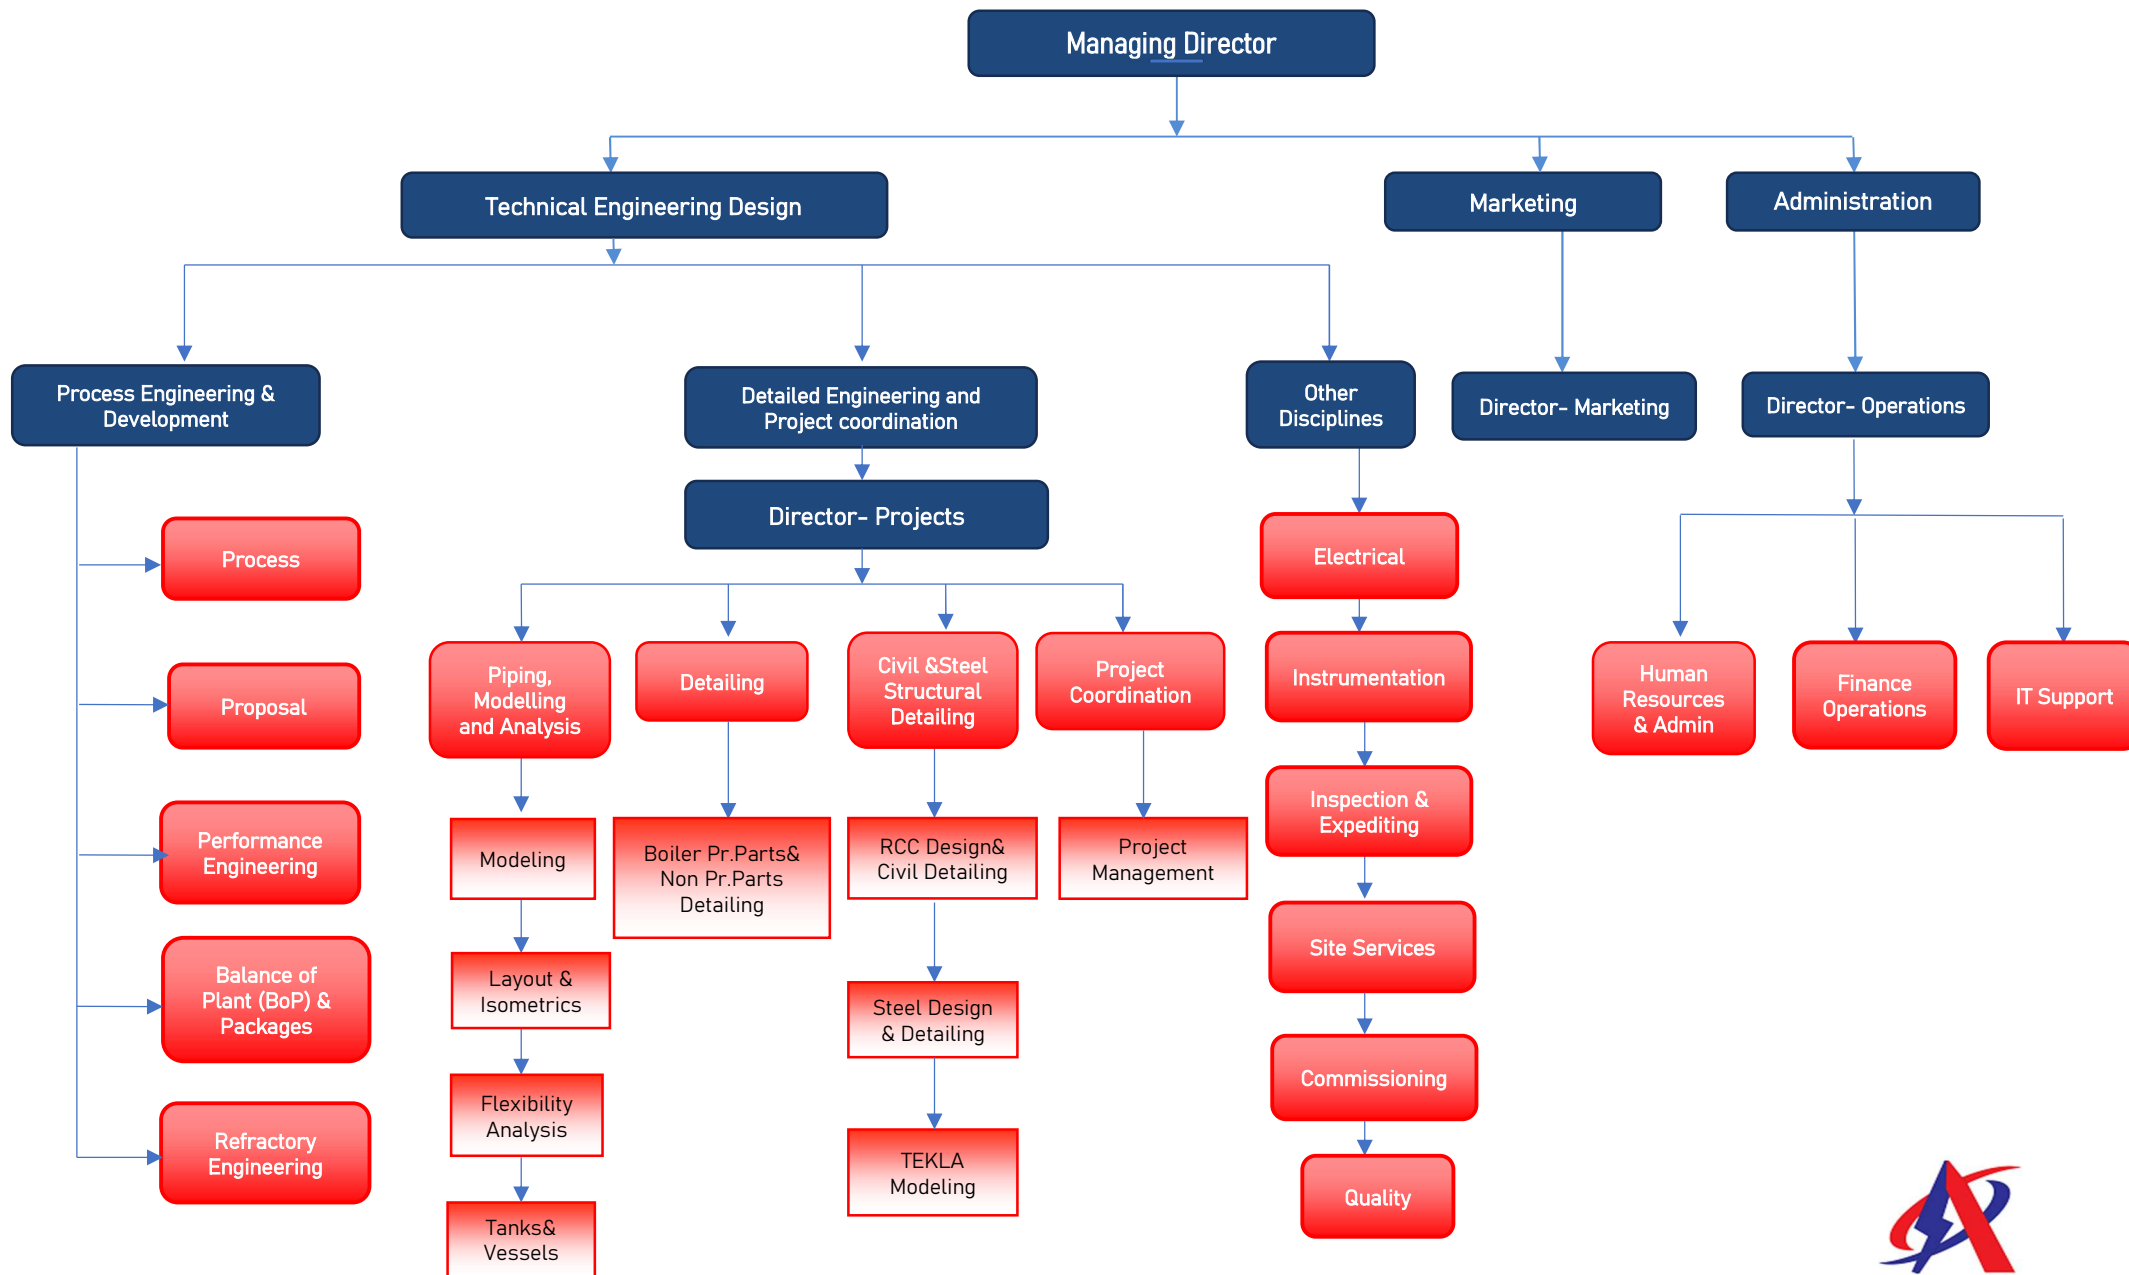 Managing Director
Technical Engineering Design
Marketing
Administration
Process Engineering &
Development
Detailed Engineering and
Project coordination
Other
Disciplines
Director- Marketing
Director- Operations
Director- Projects
Process
Proposal
Performance
Engineering
Balance of
Plant (BoP) &
Packages
Refractory
Engineering
Piping,
Modelling
and Analysis
Detailing
Civil &Steel
Structural
Detailing
Project
Coordination
Modeling
Layout &
Isometrics
Flexibility
Analysis
Tanks&
Vessels
Boiler Pr.Parts&
Non Pr.Parts
Detailing
RCC Design&
Civil Detailing
Steel Design
& Detailing
TEKLA
Modeling
Project
Management
Electrical
Instrumentation
Inspection &
Expediting
Site Services
Commissioning
Quality
Human
Resources
& Admin
Finance
Operations
IT Support